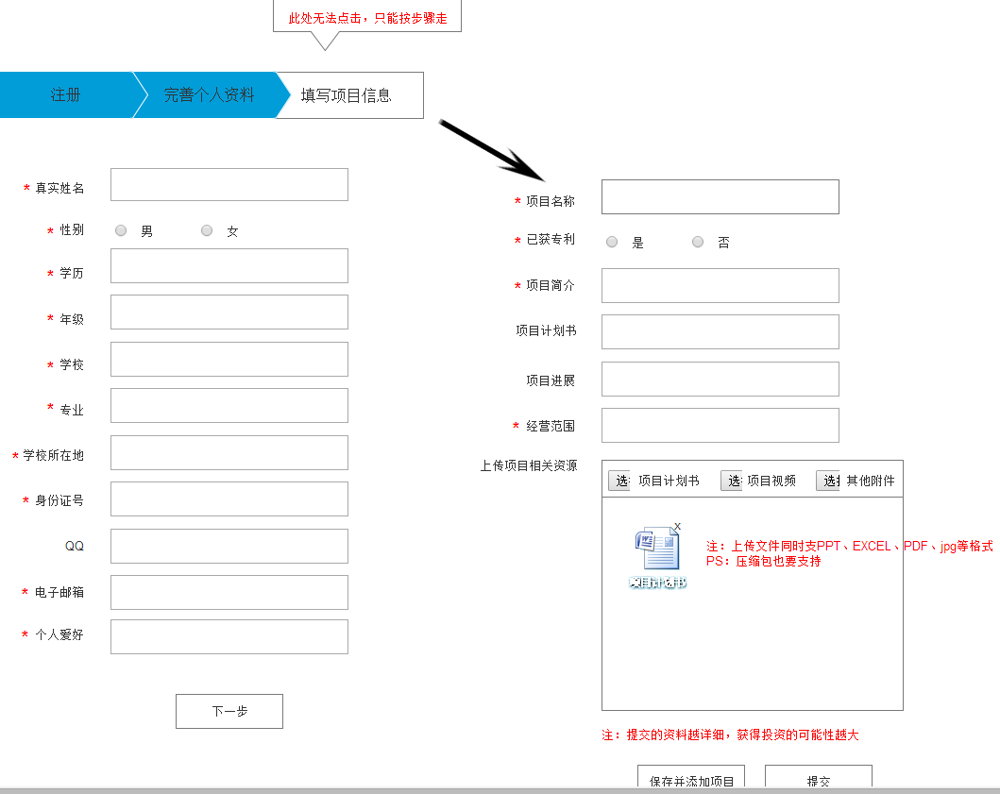 此处无法点击，只能按步骤走
注册
完善个人资料
填写项目信息
* 真实姓名
* 性别
男
女
* 学历
* 年级
* 学校
* 专业
* 学校所在地
* 身份证号
QQ
* 电子邮箱
* 个人爱好
下一步
* 项目名称
* 已获专利
是
否
* 项目简介
项目计划书
项目进展
* 经营范围
上传项目相关资源
选择 项目计划书
选择 项目视频
选择 其他附件
X
项目计划书
注：上传文件同时支PPT、EXCEL、PDF、jpg等格式
PS：压缩包也要支持
注：提交的资料越详细，获得投资的可能性越大
保存并添加项目
提交